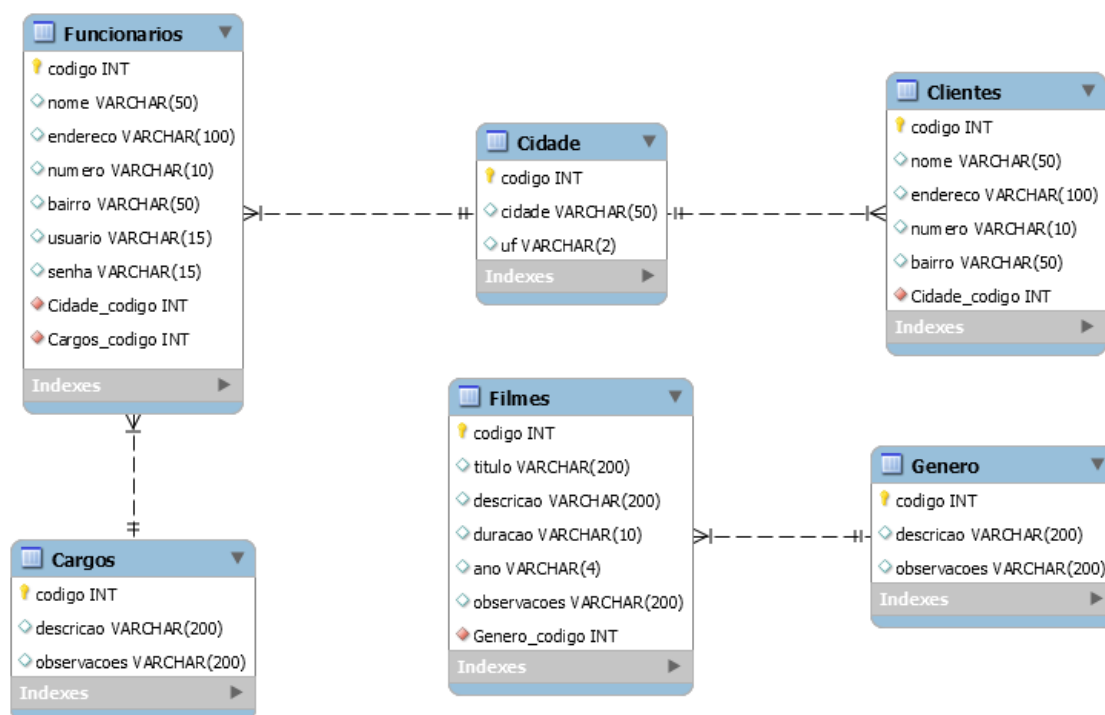 Funcionarios
codigo INT
nome VARCHAR(50)
endereco VARCHAR(100)
numero VARCHAR(10)
bairro VARCHAR(50)
usuario VARCHAR(15)
senha VARCHAR(15)
Cidade_codigo INT
Cargos_codigo INT
Indexes
Cidade
codigo INT
cidade VARCHAR(50)
uf VARCHAR(2)
Indexes
Clientes
codigo INT
nome VARCHAR(50)
endereco VARCHAR(100)
numero VARCHAR(10)
bairro VARCHAR(50)
Cidade_codigo INT
Indexes
Filmes
codigo INT
titulo VARCHAR(200)
descricao VARCHAR(200)
duracao VARCHAR(10)
ano VARCHAR(4)
observacoes VARCHAR(200)
Genero_codigo INT
Indexes
Genero
codigo INT
descricao VARCHAR(200)
observacoes VARCHAR(200)
Indexes
Cargos
codigo INT
descricao VARCHAR(200)
observacoes VARCHAR(200)
Indexes